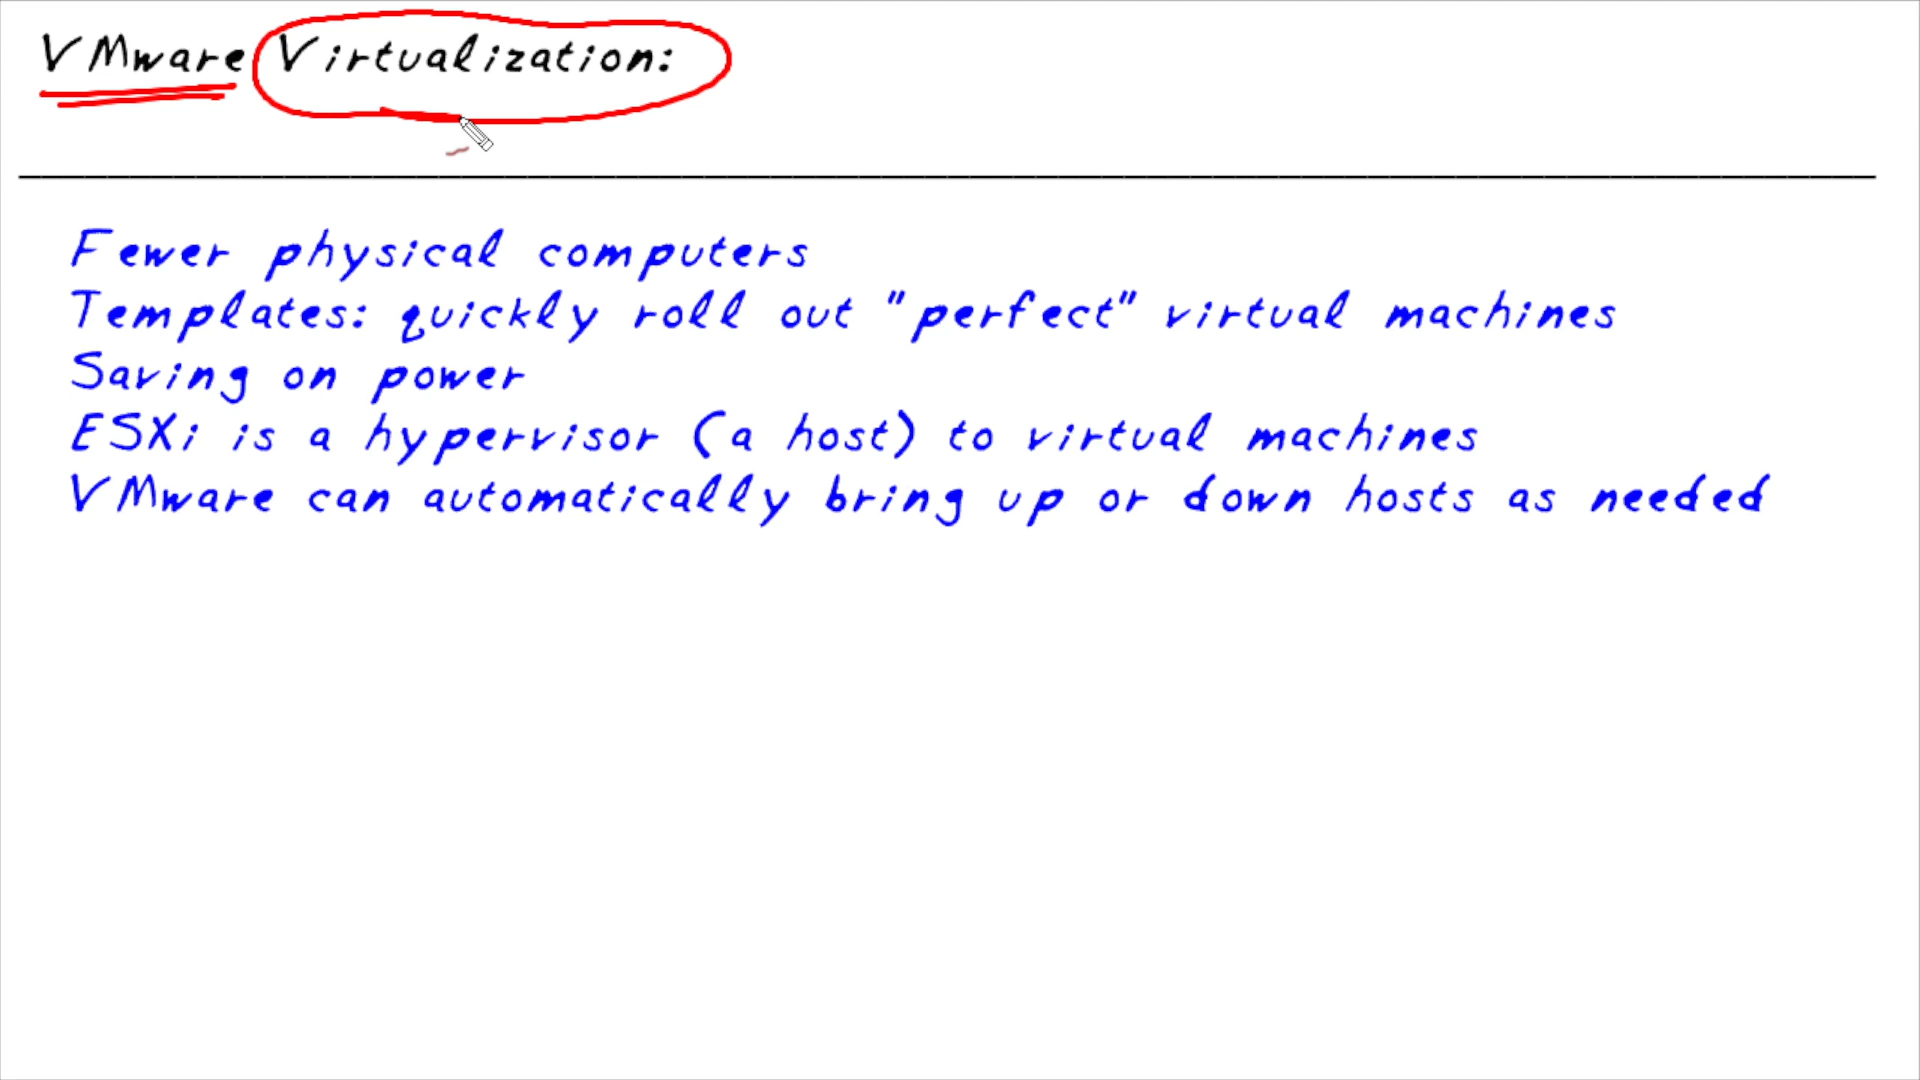 VMware Virtualization:
Fewer physical computers
Templates: quickly roll out "perfect" virtual machines
Saving on power
ESXi is a hypervisor (a host) to virtual machines
VMware can automatically bring up or down hosts as needed